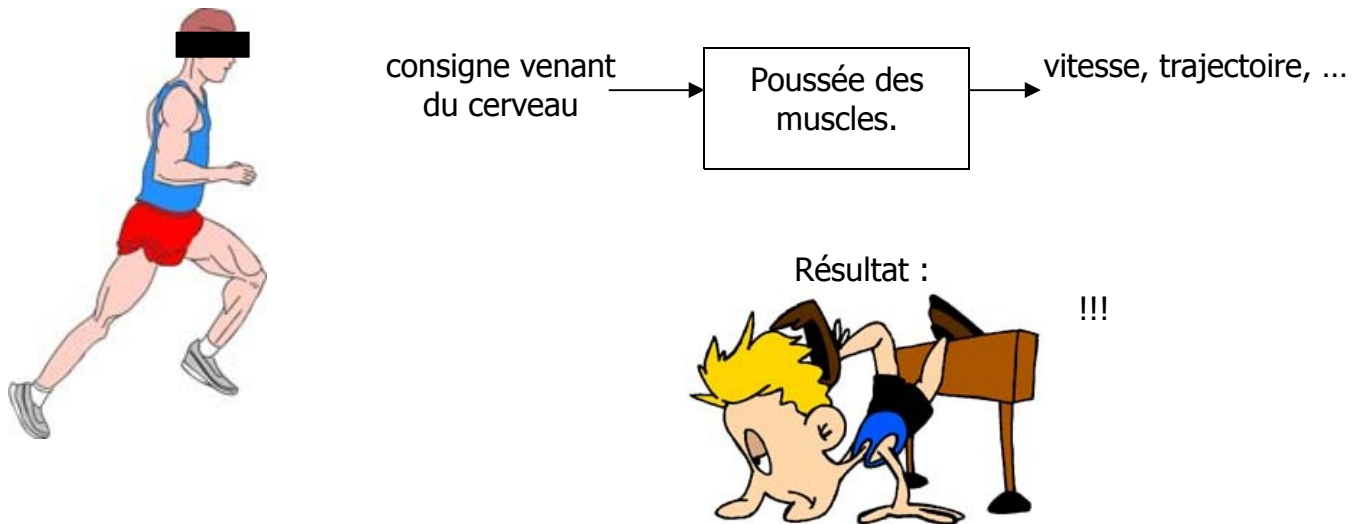 consigne venant
du cerveau
Poussée des
muscles.
vitesse, trajectoire, ...
Résultat :
!!!